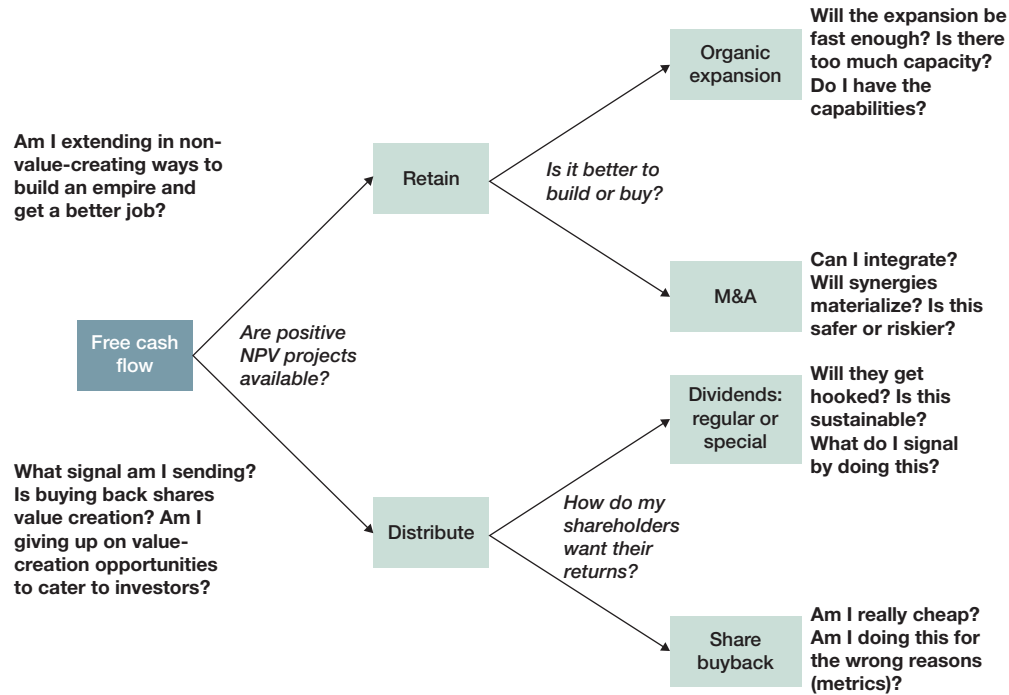 Will the expansion be
fast enough? Is there
too much capacity?
Do I have the
capabilities?
Organic
expansion
Am I extending in non-
value-creating ways to
build an empire and
get a better job?
Retain
Is it better to
build or buy?
Can I integrate?
Will synergies
materialize? Is this
safer or riskier?
M&A
Free cash
flow
Are positive
NPV projects
available?
Will they get
hooked? Is this
sustainable?
What do I signal
by doing this?
Dividends:
regular or
special
What signal am I sending?
Is buying back shares
value creation? Am I
giving up on value-
creation opportunities
to cater to investors?
Distribute
How do my
shareholders
want their
returns?
Am I really cheap?
Am I doing this for
the wrong reasons
(metrics)?
Share
buyback